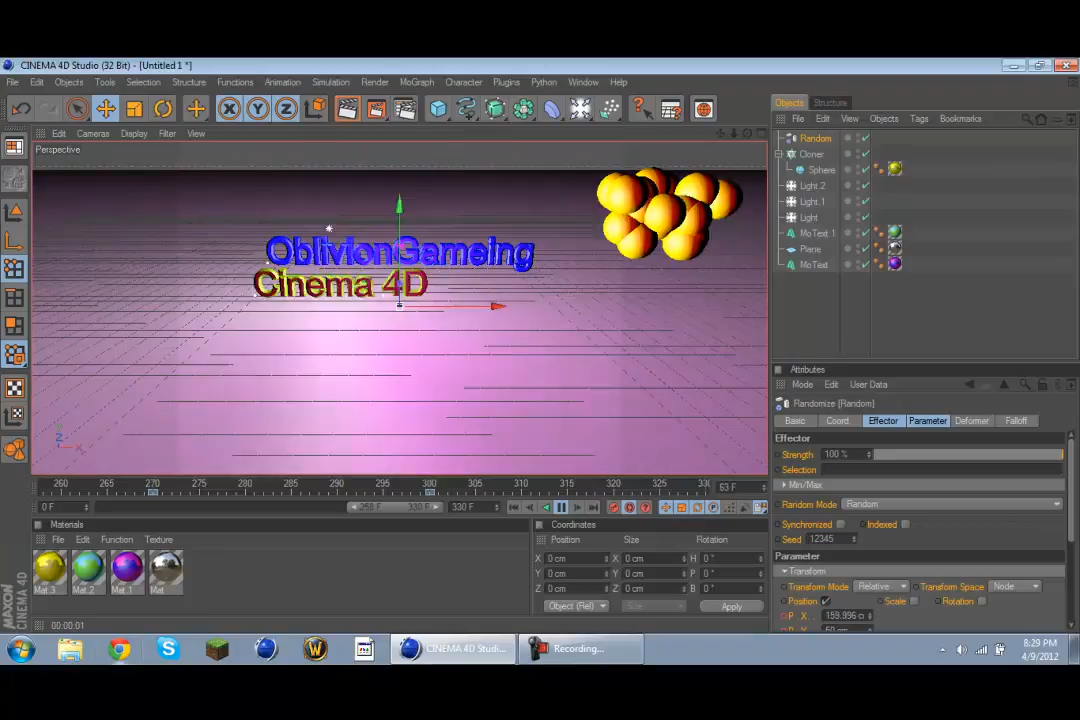 CINEMA 4D Studio (32 Bit) - [Untitled 1 *]
File Edit Objects Tools Selection Structure Functions Animation Simulation Render MoGraph Character Plugins Python Window Help
Edit Cameras Display Filter View
Perspective
OblivionGameing
Cinema 4D
Z X
260 265 270 275 280 285 290 295 300 305 310 315 320 325 63 F
0 F 258 F 330 F 330 F
Materials
File Edit Function Texture
Mat.3 Mat.2 Mat.1 Mat
Coordinates
Position Size Rotation
X 0 cm X 0 cm H 0 °
Y 0 cm Y 0 cm P 0 °
Z 0 cm Z 0 cm B 0 °
Object (Rel) Size Apply
00:00:01
MAXON
CINEMA 4D
Objects Structure
File Edit View Objects Tags Bookmarks
Random
Cloner
Sphere
Light.2
Light.1
Light
MoText 1
Plane
MoText
Attributes
Mode Edit User Data
Randomize [Random]
Basic Coord. Effector Parameter Deformer Falloff
Effector
Strength 100 %
Selection
Min/Max
Random Mode Random
Synchronized Indexed
Seed 12345
Parameter
Transform
Transform Mode Relative Transform Space Node
Position Scale Rotation
P . X . . 159.996 c
50 cm
CINEMA 4D Studi... Recording...
8:29 PM
4/9/2012